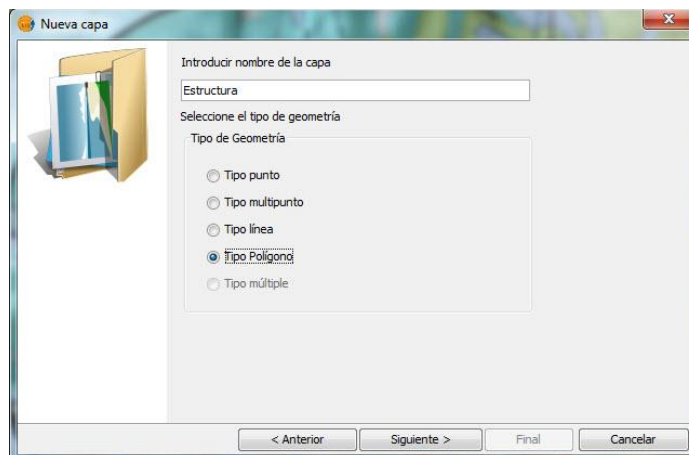 Nueva capa
Introducir nombre de la capa
Estructura
Seleccione el tipo de geometría
Tipo de Geometría
Tipo punto
Tipo multipunto
Tipo línea
Tipo Polígono
Tipo múltiple
< Anterior
Siguiente >
Final
Cancelar